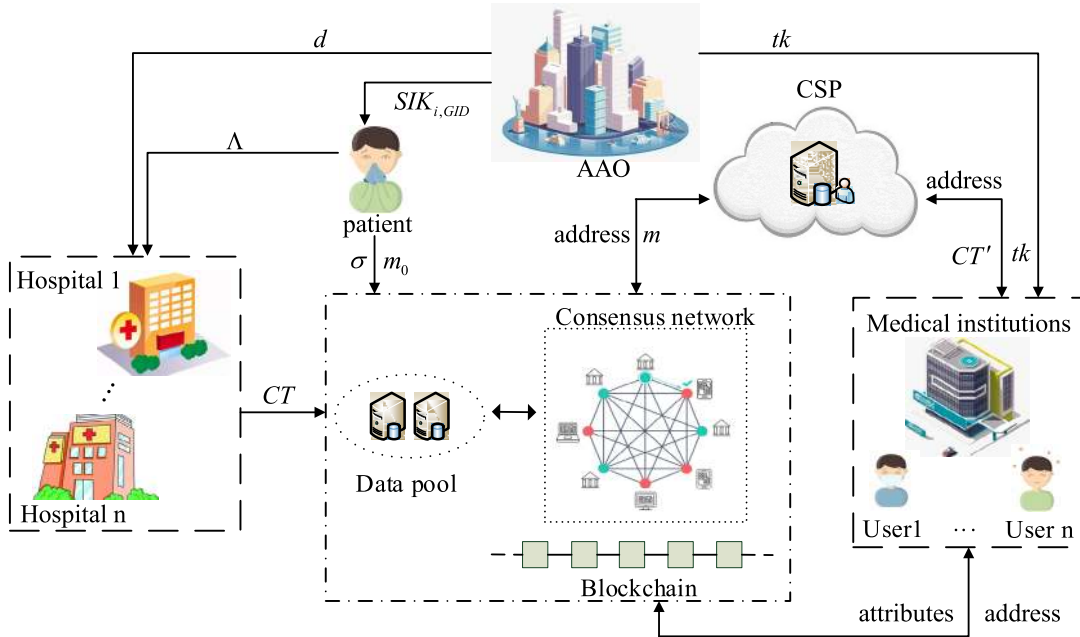 d
tk
SIK_{i,GID}
CSP
Λ
AAO
address
patient
address m
σ m_0
CT' tk
Hospital 1
Consensus network
Medical institutions
CT
Data pool
Hospital n
User1 ... User n
Blockchain
attributes address